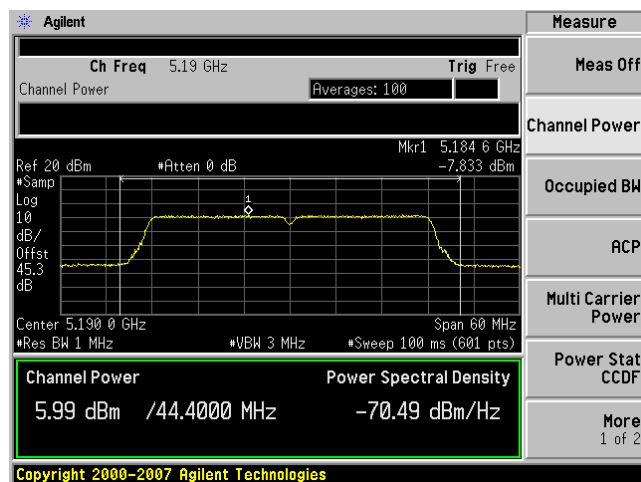 Agilent
Measure
Ch Freq 5.19 GHz Trig Free
Channel Power Averages: 100
Mkr1 5.184 6 GHz
Ref 20 dBm #Atten 0 dB -7.833 dBm
#Samp
Log
10
dB/
Offst
45.3
dB
1
Center 5.190 0 GHz Span 60 MHz
#Res BW 1 MHz #VBW 3 MHz #Sweep 100 ms (601 pts)
Channel Power Power Spectral Density
5.99 dBm /44.4000 MHz -70.49 dBm/Hz
Meas Off
Channel Power
Occupied BW
ACP
Multi Carrier
Power
Power Stat
CCDF
More
1 of 2
Copyright 2000-2007 Agilent Technologies